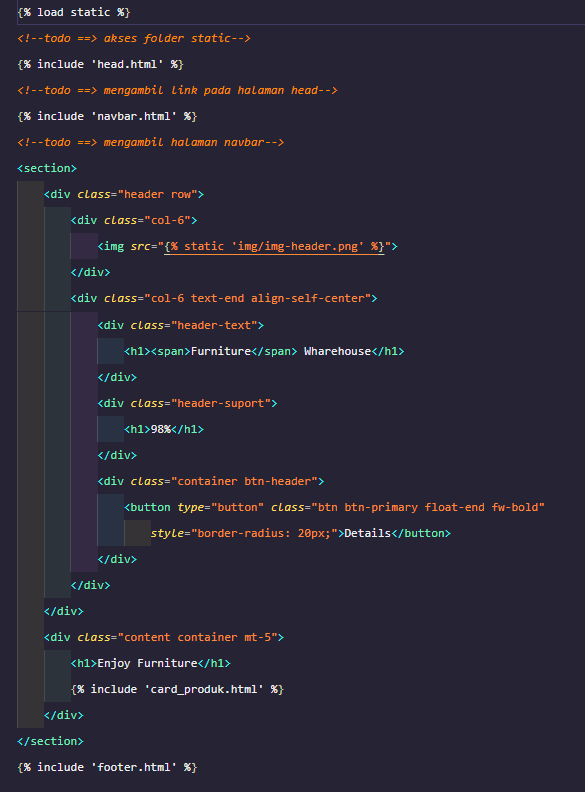 {% load static %}
<!--todo ==> akses folder static-->
{% include 'head.html' %}
<!--todo ==> mengambil link pada halaman head-->
{% include 'navbar.html' %}
<!--todo ==> mengambil halaman navbar-->
<section>
<div class="header row">
<div class="col-6">
<img src="{% static 'img/img-header.png' %}">
</div>
<div class="col-6 text-end align-self-center">
<div class="header-text">
<h1><span>Furniture</span> Wharehouse</h1>
</div>
<div class="header-suport">
<h1>98%</h1>
</div>
<div class="container btn-header">
<button type="button" class="btn btn-primary float-end fw-bold"
style="border-radius: 20px;">Details</button>
</div>
</div>
</div>
<div class="content container mt-5">
<h1>Enjoy Furniture</h1>
{% include 'card_produk.html' %}
</div>
</section>
{% include 'footer.html' %}